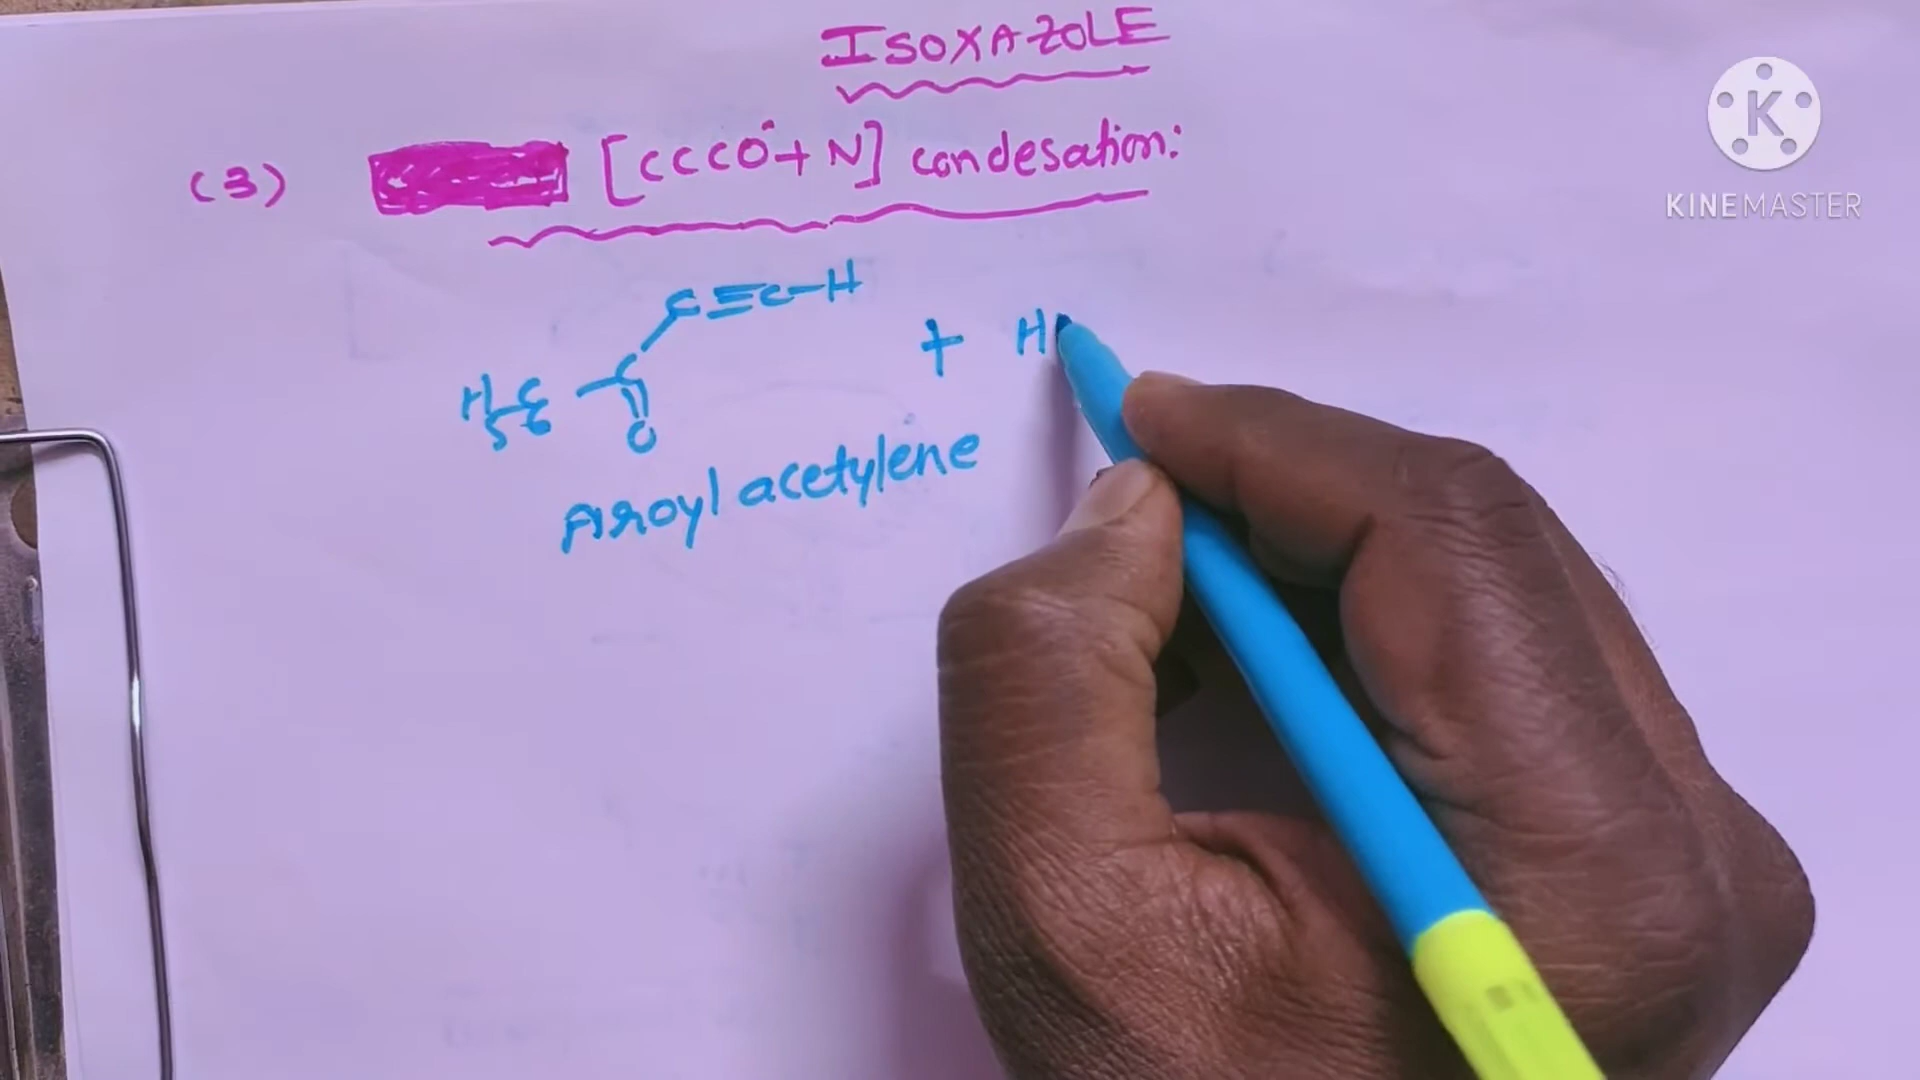 ISOXAZOLE
(3) [CCCO+N] condesation:
C≡C-H
H5C6-C + H
O
Aroyl acetylene
K
KINEMASTER